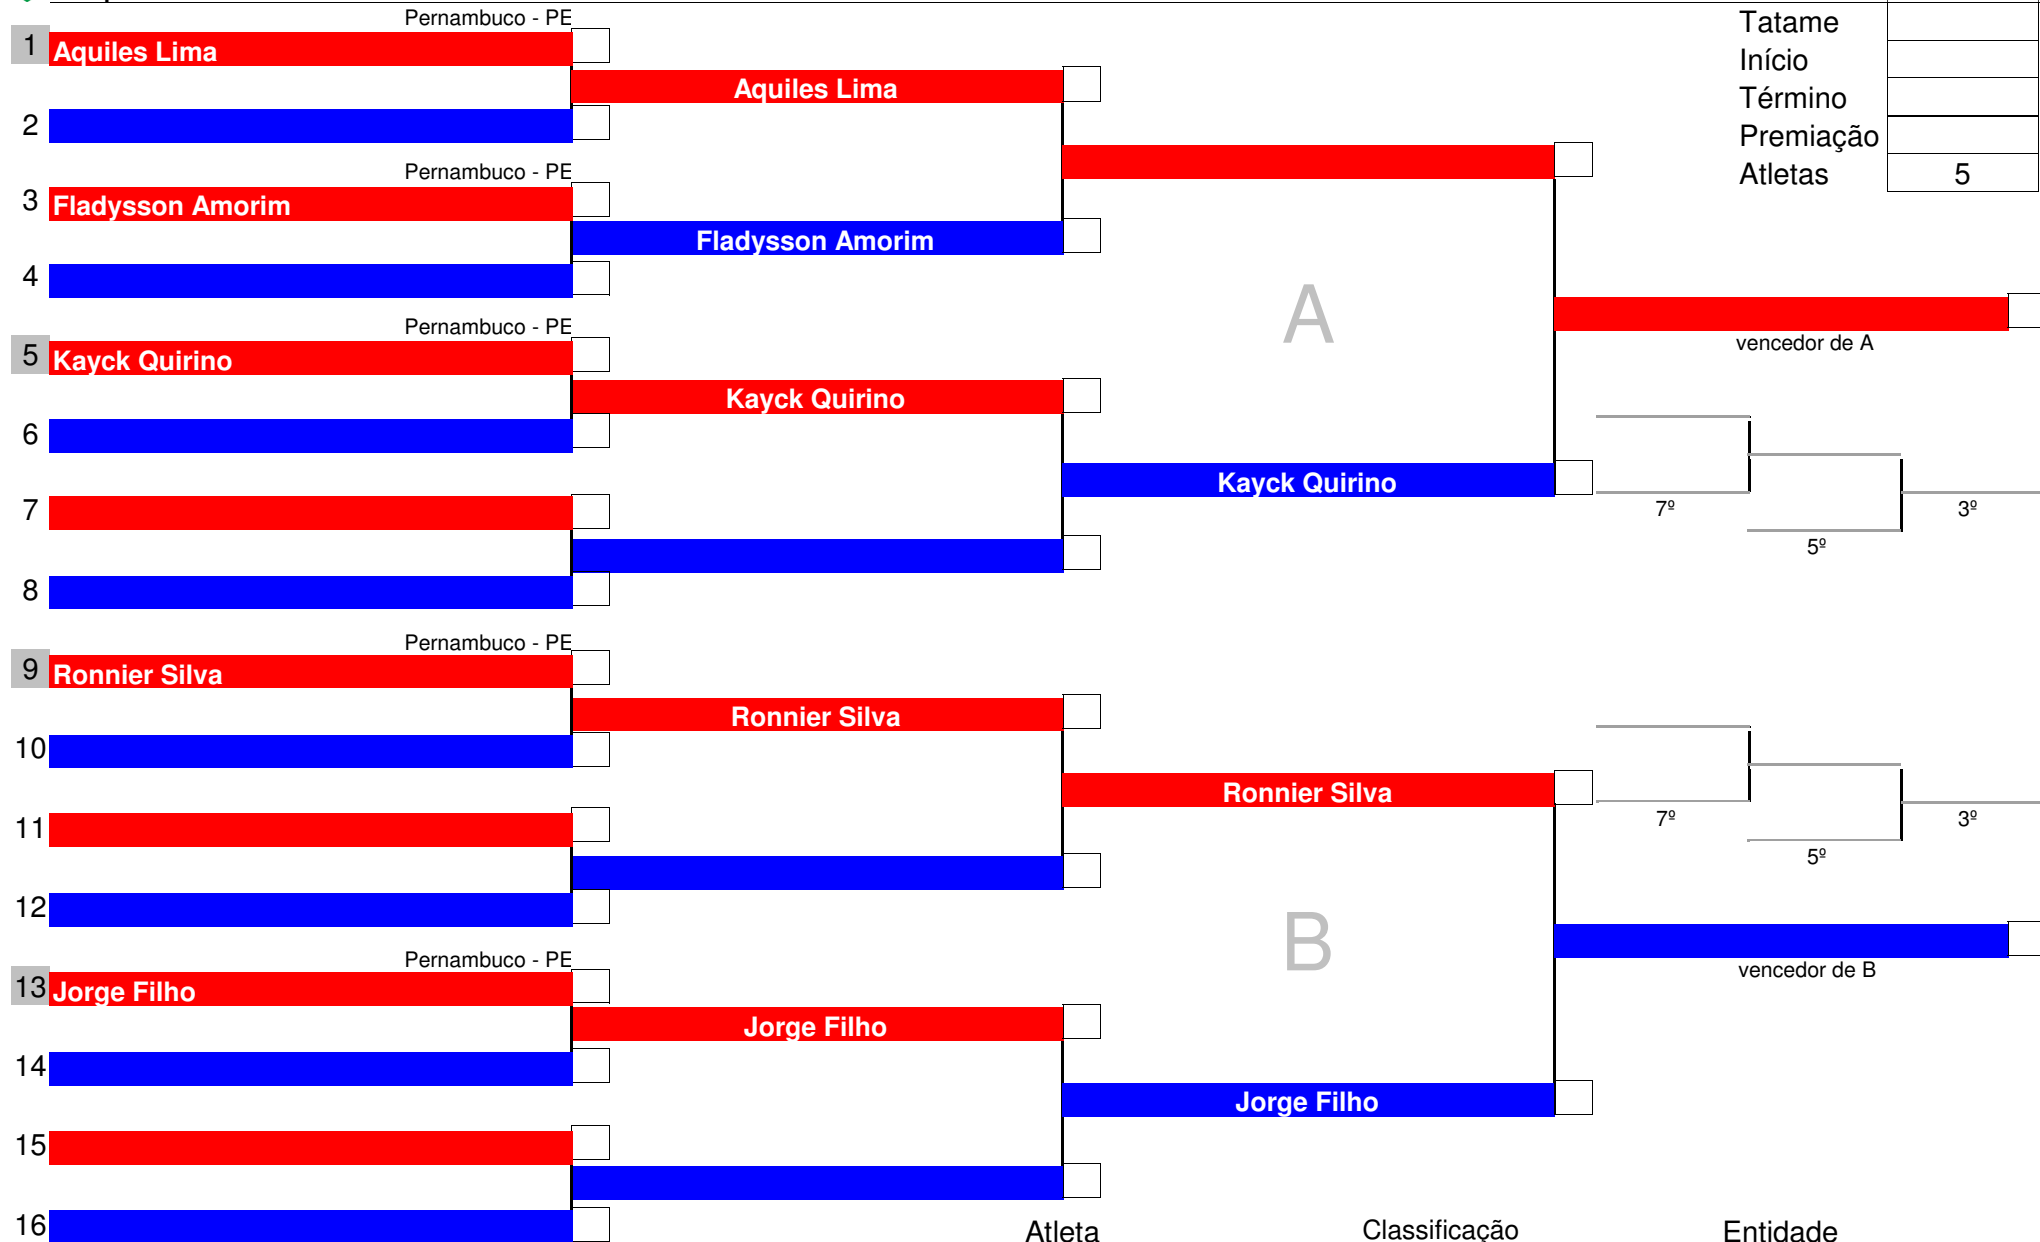 Pernambuco - PE
1 Aquiles Lima
Aquiles Lima
2
Pernambuco - PE
3 Fladysson Amorim
Fladysson Amorim
4
Pernambuco - PE
5 Kayck Quirino
Kayck Quirino
6
Kayck Quirino
7
8
Pernambuco - PE
9 Ronnier Silva
Ronnier Silva
10
Ronnier Silva
11
12
Pernambuco - PE
13 Jorge Filho
Jorge Filho
14
Jorge Filho
15
16
A
B
Tatame
Início
Término
Premiação
Atletas 5
vencedor de A
7º
3º
5º
7º
3º
5º
vencedor de B
Atleta Classificação Entidade